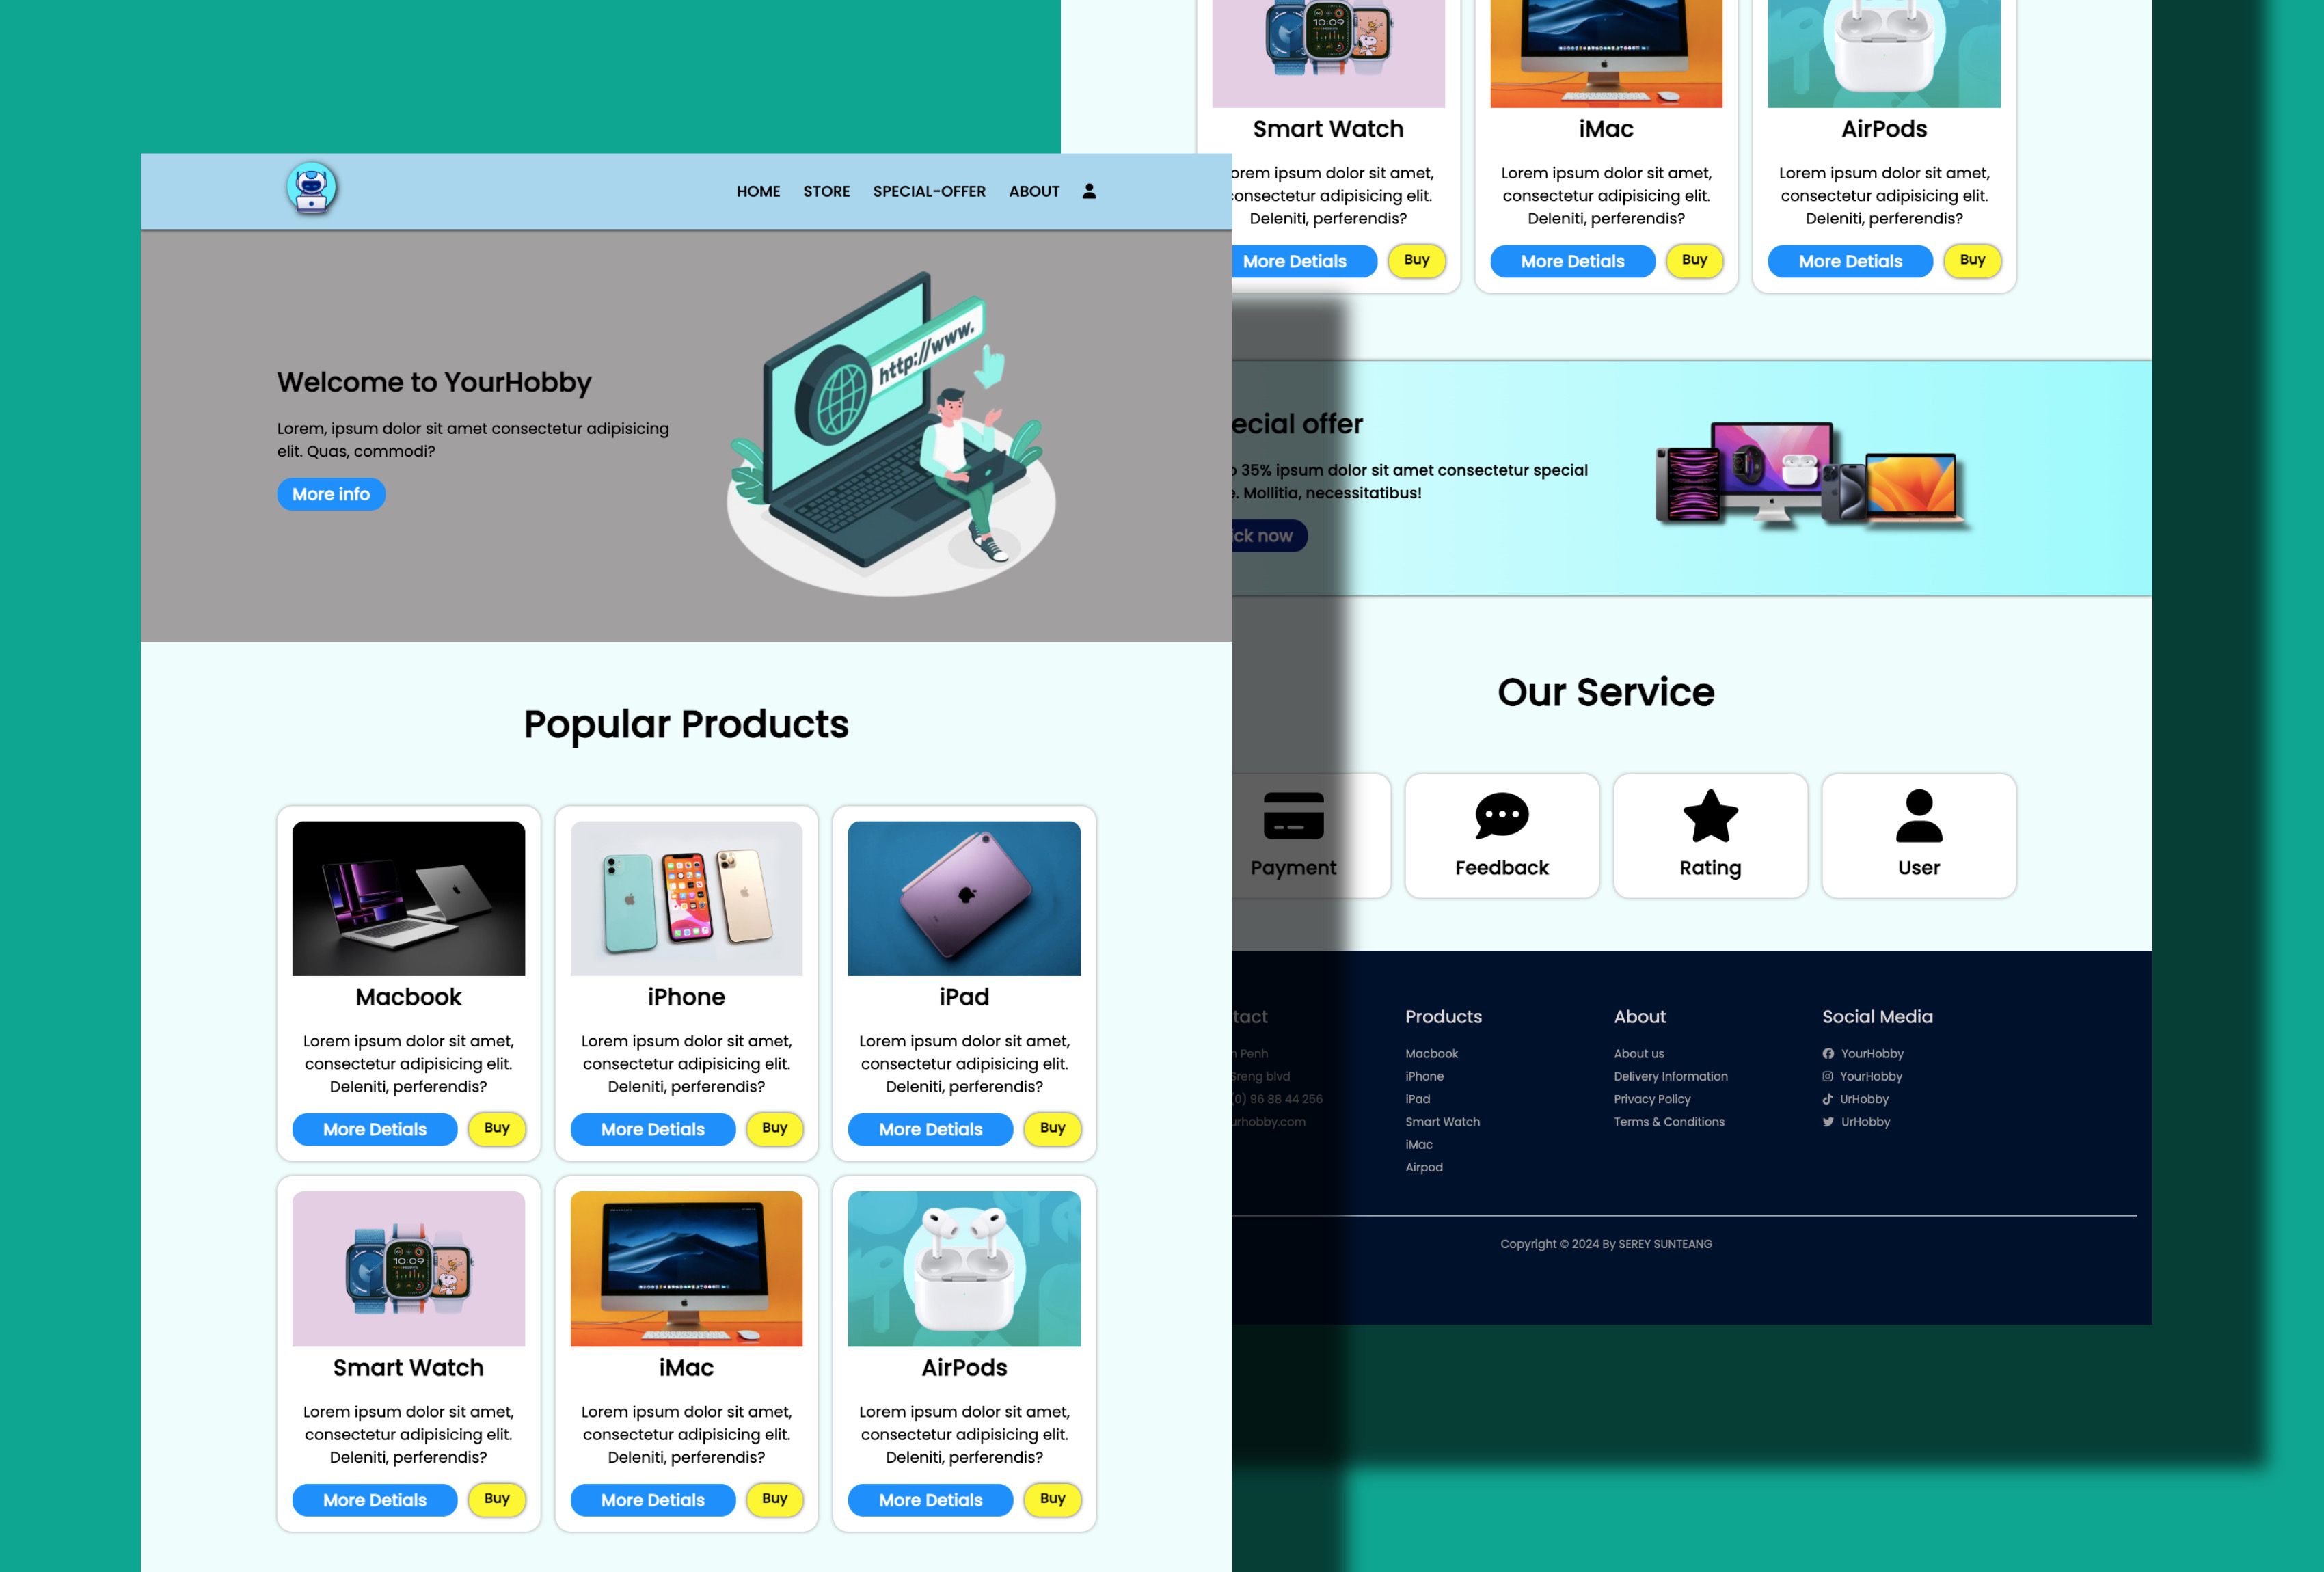 HOME STORE SPECIAL-OFFER ABOUT
Welcome to YourHobby
Lorem, ipsum dolor sit amet consectetur adipisicing
elit. Quas, commodi?
More info
http://www.
Popular Products
Macbook
Lorem ipsum dolor sit amet,
consectetur adipisicing elit.
Deleniti, perferendis?
More Detials Buy
iPhone
Lorem ipsum dolor sit amet,
consectetur adipisicing elit.
Deleniti, perferendis?
More Detials Buy
iPad
Lorem ipsum dolor sit amet,
consectetur adipisicing elit.
Deleniti, perferendis?
More Detials Buy
10:09
Smart Watch
Lorem ipsum dolor sit amet,
consectetur adipisicing elit.
Deleniti, perferendis?
More Detials Buy
iMac
Lorem ipsum dolor sit amet,
consectetur adipisicing elit.
Deleniti, perferendis?
More Detials Buy
AirPods
Lorem ipsum dolor sit amet,
consectetur adipisicing elit.
Deleniti, perferendis?
More Detials Buy
10:09
Smart Watch
orem ipsum dolor sit amet,
onsectetur adipisicing elit.
Deleniti, perferendis?
More Detials Buy
iMac
Lorem ipsum dolor sit amet,
consectetur adipisicing elit.
Deleniti, perferendis?
More Detials Buy
AirPods
Lorem ipsum dolor sit amet,
consectetur adipisicing elit.
Deleniti, perferendis?
More Detials Buy
ecial offer
35% ipsum dolor sit amet consectetur special
. Mollitia, necessitatibus!
ick now
Our Service
Payment
Feedback
Rating
User
tact
Penh
Sreng blvd
0) 96 88 44 256
urhobby.com
Products
Macbook
iPhone
iPad
Smart Watch
iMac
Airpod
About
About us
Delivery Information
Privacy Policy
Terms & Conditions
Social Media
YourHobby
YourHobby
UrHobby
UrHobby
Copyright © 2024 By SEREY SUNTEANG